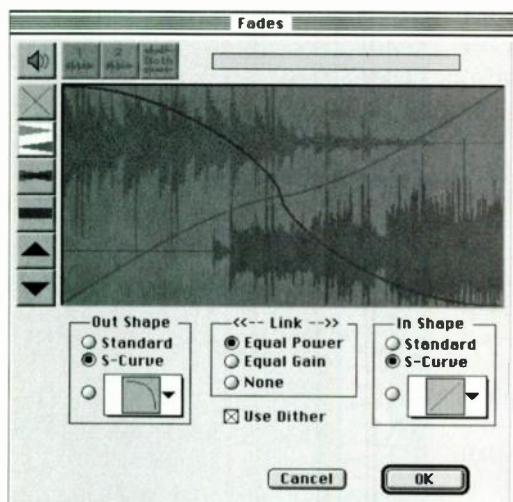 Fades
1 2 Both
Out Shape
Standard
S-Curve
<<-- Link -->>
Equal Power
Equal Gain
None
Use Dither
In Shape
Standard
S-Curve
Cancel OK